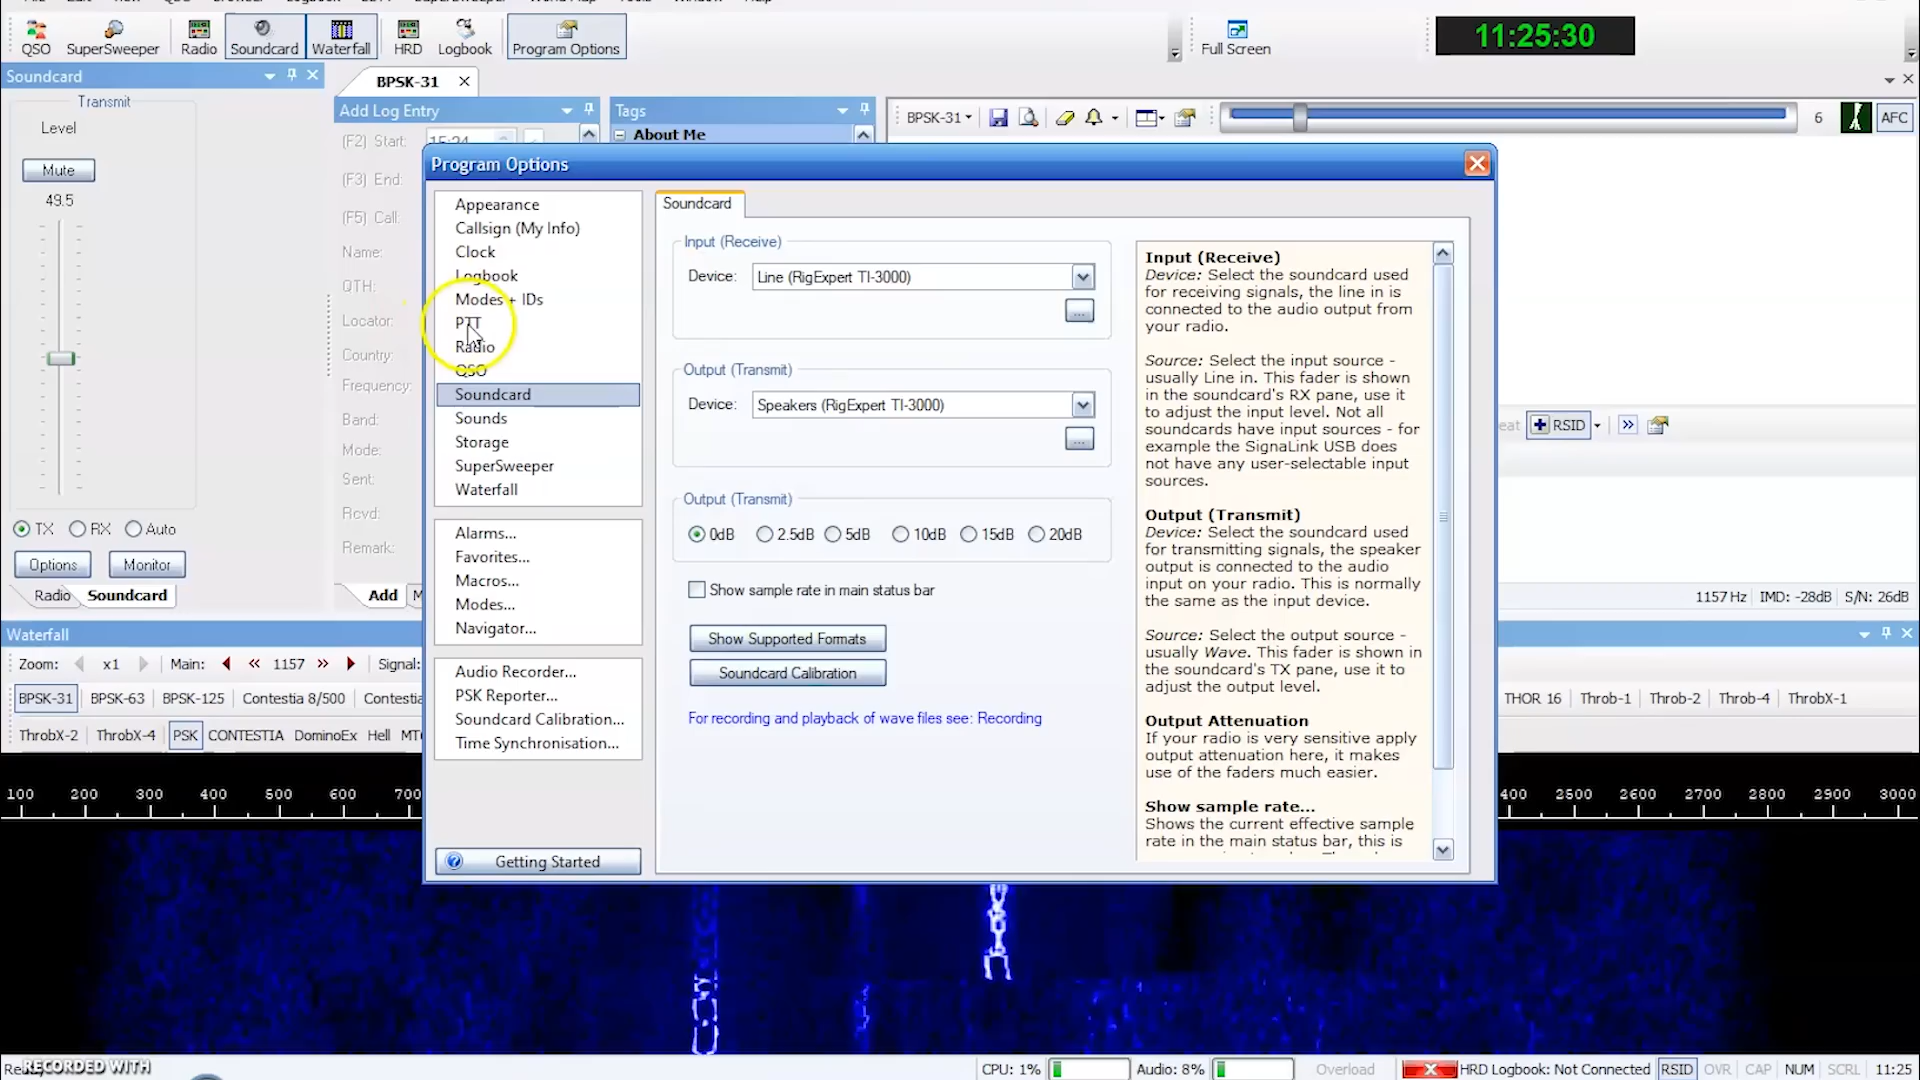 QSO SuperSweeper Radio Soundcard Waterfall HRD Logbook Program Options Full Screen 11:25:30
Soundcard
BPSK-31
Transmit
Level
Mute
49.5
TX RX Auto
Options Monitor
Radio Soundcard
Add Log Entry
(F2) Start:
(F3) End:
(F5) Call:
Name:
QTH:
Locator:
Country:
Frequency:
Band:
Mode:
Sent:
Rcvd:
Remark:
Add
Tags
About Me
BPSK-31 6 AFC
Program Options
Appearance
Callsign (My Info)
Clock
Logbook
Modes + IDs
PTT
Radio
QSO
Soundcard
Sounds
Storage
SuperSweeper
Waterfall
Alarms...
Favorites...
Macros...
Modes...
Navigator...
Audio Recorder...
PSK Reporter...
Soundcard Calibration...
Time Synchronisation...
Getting Started
Soundcard
Input (Receive)
Device: Line (RigExpert TI-3000)
...
Output (Transmit)
Device: Speakers (RigExpert TI-3000)
...
Output (Transmit)
0dB 2.5dB 5dB 10dB 15dB 20dB
Show sample rate in main status bar
Show Supported Formats
Soundcard Calibration
For recording and playback of wave files see: Recording
Input (Receive)
Device: Select the soundcard used
for receiving signals, the line in is
connected to the audio output from
your radio.
Source: Select the input source -
usually Line in. This fader is shown
in the soundcard's RX pane, use it
to adjust the input level. Not all
soundcards have input sources - for
example the SignaLink USB does
not have any user-selectable input
sources.
Output (Transmit)
Device: Select the soundcard used
for transmitting signals, the speaker
output is connected to the audio
input on your radio. This is normally
the same as the input device.
Source: Select the output source -
usually Wave. This fader is shown in
the soundcard's TX pane, use it to
adjust the output level.
Output Attenuation
If your radio is very sensitive apply
output attenuation here, it makes
use of the faders much easier.
Show sample rate...
Shows the current effective sample
rate in the main status bar, this is
RSID
1157 Hz IMD: -28dB S/N: 26dB
Waterfall
Zoom: x1 Main: 1157 Signal:
BPSK-31 BPSK-63 BPSK-125 Contestia 8/500 THOR 16 Throb-1 Throb-2 Throb-4 ThrobX-1
ThrobX-2 ThrobX-4 PSK CONTESTIA DominoEx Hell
100 200 300 400 500 600 700 2500 2600 2700 2800 2900 3000
RECORDED WITH
CPU: 1% Audio: 8% Overload HRD Logbook: Not Connected RSID OVR CAP NUM SCRL 11:25